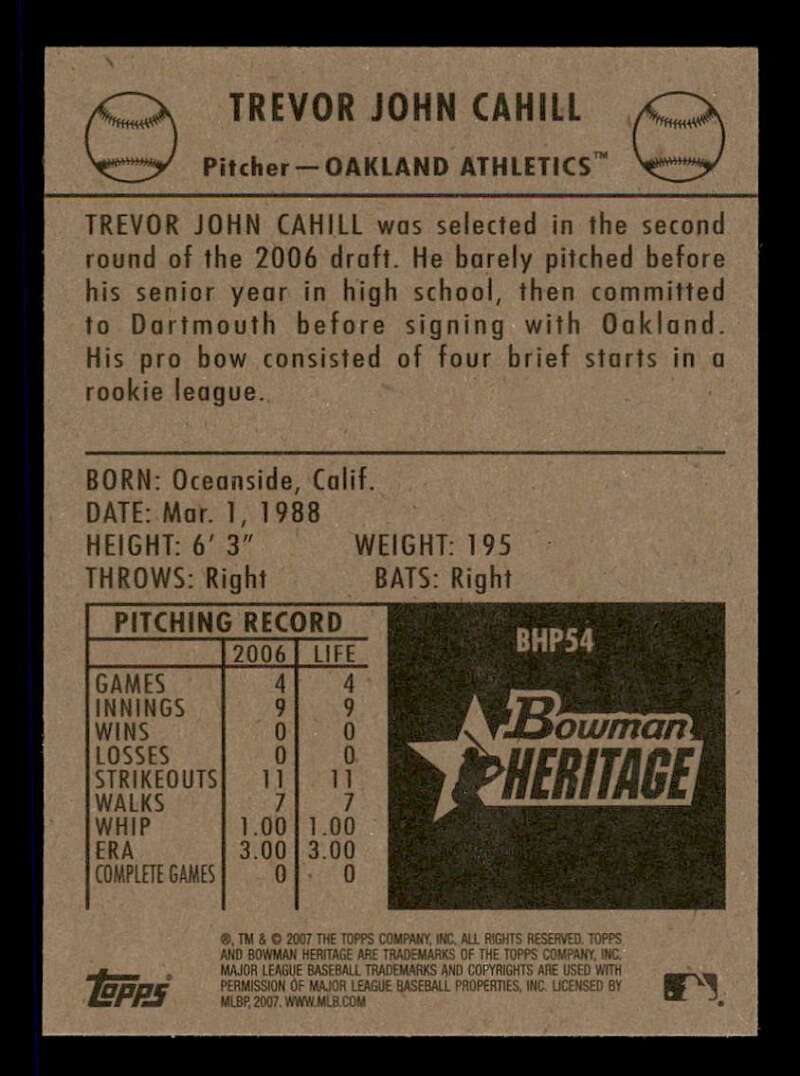 TREVOR JOHN CAHILL
Pitcher — OAKLAND ATHLETICS™
TREVOR JOHN CAHILL was selected in the second
round of the 2006 draft. He barely pitched before
his senior year in high school, then committed
to Dartmouth before signing with Oakland.
His pro bow consisted of four brief starts in a
rookie league.
BORN: Oceanside, Calif.
DATE: Mar. 1, 1988
HEIGHT: 6' 3" WEIGHT: 195
THROWS: Right BATS: Right
PITCHING RECORD
2006 LIFE
GAMES 4 4
INNINGS 9 9
WINS 0 0
LOSSES 0 0
STRIKEOUTS 11 11
WALKS 7 7
WHIP 1.00 1.00
ERA 3.00 3.00
COMPLETE GAMES 0 0
BHP54
Bowman
HERITAGE
®, TM & © 2007 THE TOPPS COMPANY, INC. ALL RIGHTS RESERVED. TOPPS
AND BOWMAN HERITAGE ARE TRADEMARKS OF THE TOPPS COMPANY, INC.
MAJOR LEAGUE BASEBALL TRADEMARKS AND COPYRIGHTS ARE USED WITH
PERMISSION OF MAJOR LEAGUE BASEBALL PROPERTIES, INC. LICENSED BY
MLBP, 2007. WWW.MLB.COM
Topps®